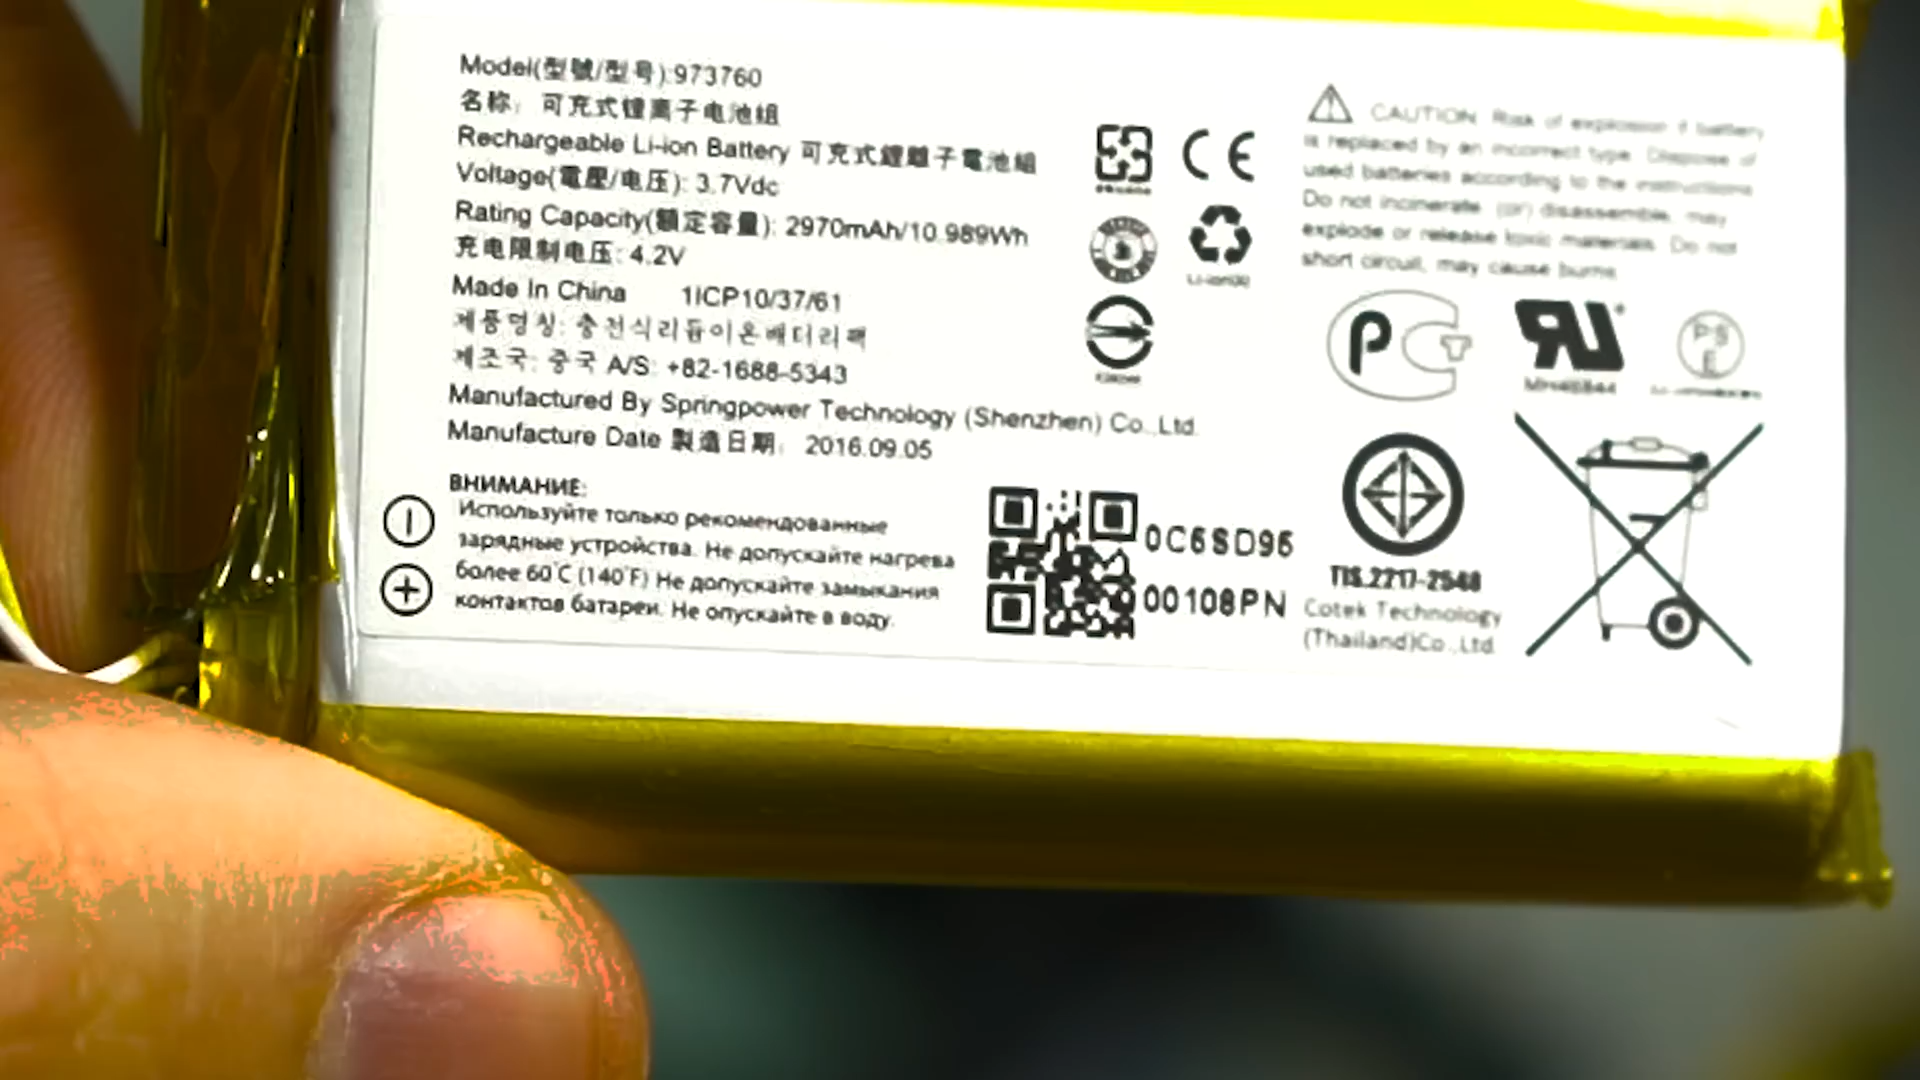 Model(型號/型号):973760
名称: 可充式锂离子电池组
Rechargeable Li-ion Battery 可充式鋰離子電池組
Voltage(電壓/电压): 3.7Vdc
Rating Capacity(額定容量): 2970mAh/10.989Wh
充电限制电压: 4.2V
Made In China 1ICP10/37/61
제품명칭: 충전식리튬이온배터리팩
제조국: 중국 A/S: +82-1688-5343
Manufactured By Springpower Technology (Shenzhen) Co.,Ltd.
Manufacture Date 製造日期: 2016.09.05
ВНИМАНИЕ:
Используйте только рекомендованные
зарядные устройства. Не допускайте нагрева
более 60°C (140°F) Не допускайте замыкания
контактов батареи. Не опускайте в воду.
0C6SD96
00108PN
CE
Li-ion00
CAUTION: Risk of explosion if battery
is replaced by an incorrect type. Dispose of
used batteries according to the instructions
Do not incinerate, (or) disassemble, may
explode or release toxic materials. Do not
short circuit, may cause burns.
PS
E
TIS.2217-2548
Cotek Technology
(Thailand)Co.,Ltd.